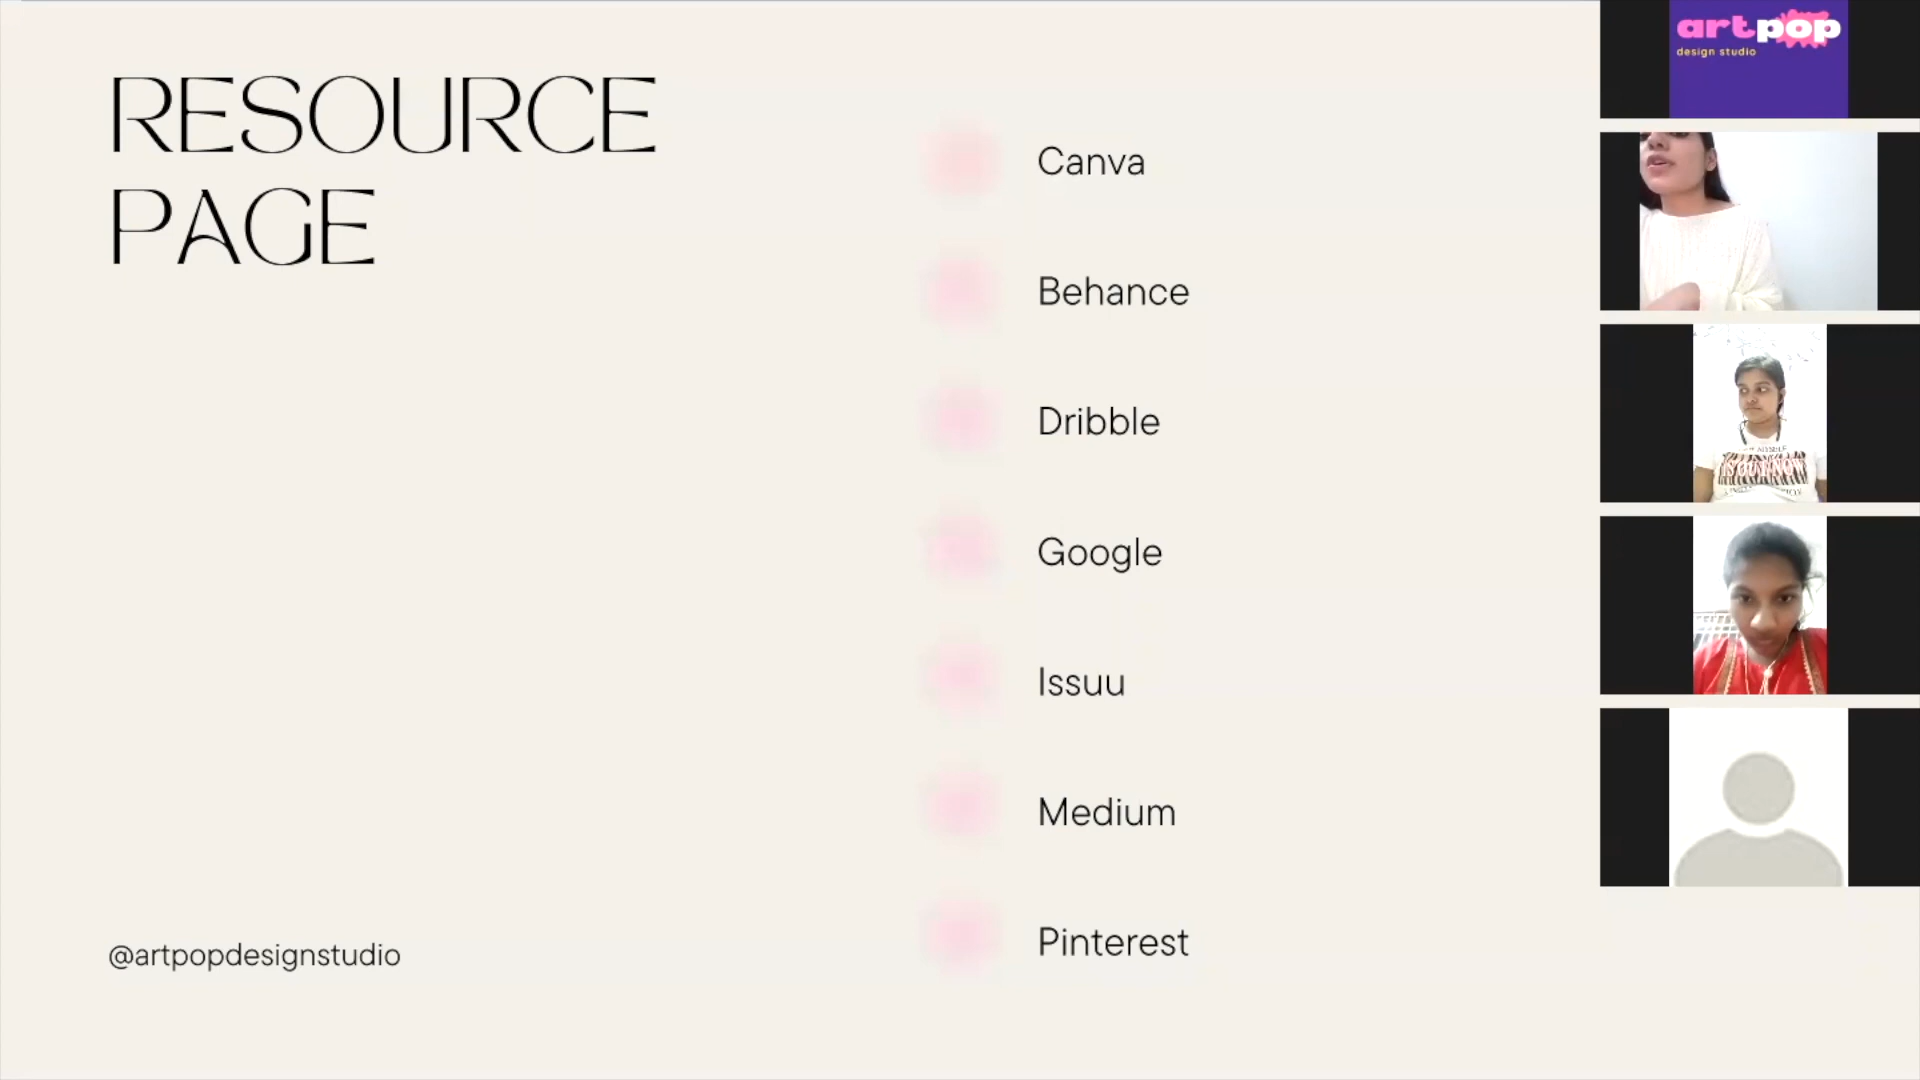 RESOURCE
PAGE
Canva
Behance
Dribble
Google
Issuu
Medium
Pinterest
@artpopdesignstudio
artpop
design studio